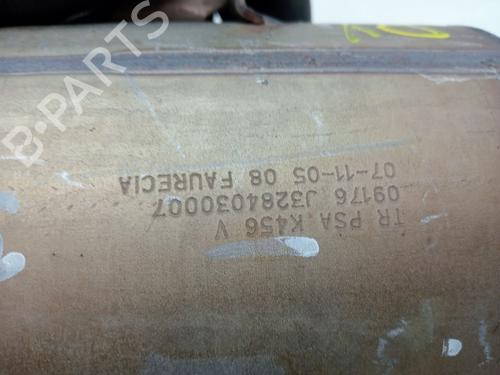 TR PSA K456 V
09176 J3284030007
07-11-05 08 FAURECIA
B-PARTS